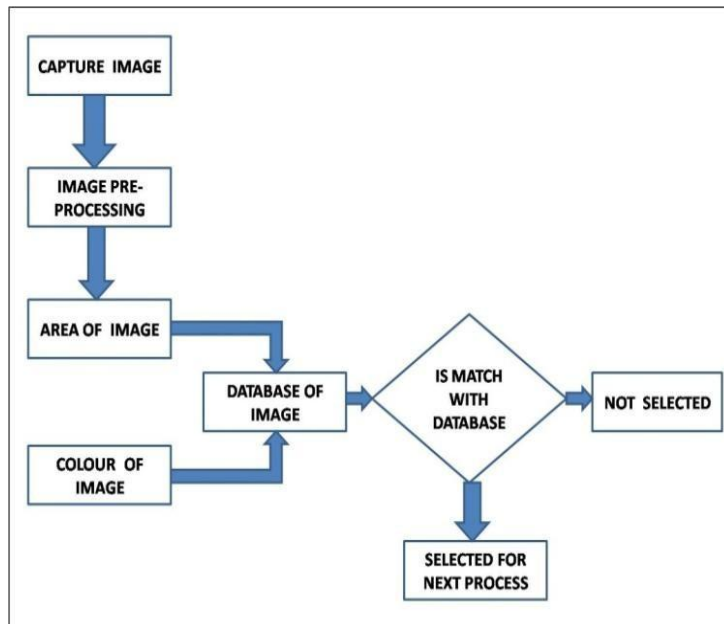 CAPTURE IMAGE
IMAGE PRE-
PROCESSING
AREA OF IMAGE
DATABASE OF
IMAGE
COLOUR OF
IMAGE
IS MATCH
WITH
DATABASE
NOT SELECTED
SELECTED FOR
NEXT PROCESS